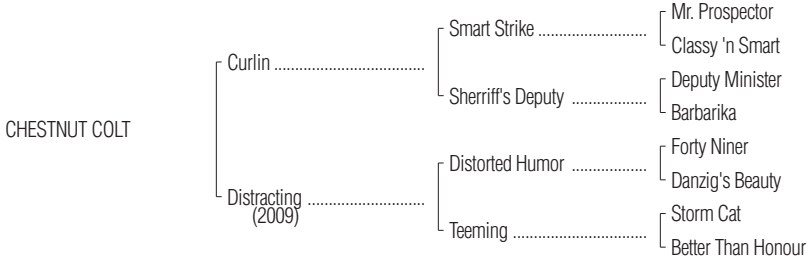 Mr. Prospector
Smart Strike ........................
Classy 'n Smart
Curlin .................................
Deputy Minister
Sherriff's Deputy .................
Barbarika
CHESTNUT COLT
Forty Niner
Distorted Humor .................
Danzig's Beauty
Distracting ..........................
(2009)
Storm Cat
Teeming ..............................
Better Than Honour